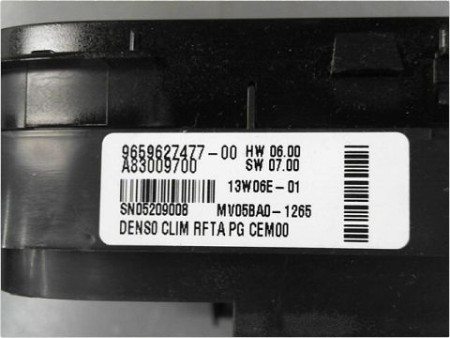 9659627477-00 HW 06.00
A83009700 SW 07.00
13W06E-01
SN05209008 MV05BA0-1265
DENSO CLIM RFTA PG CEM00